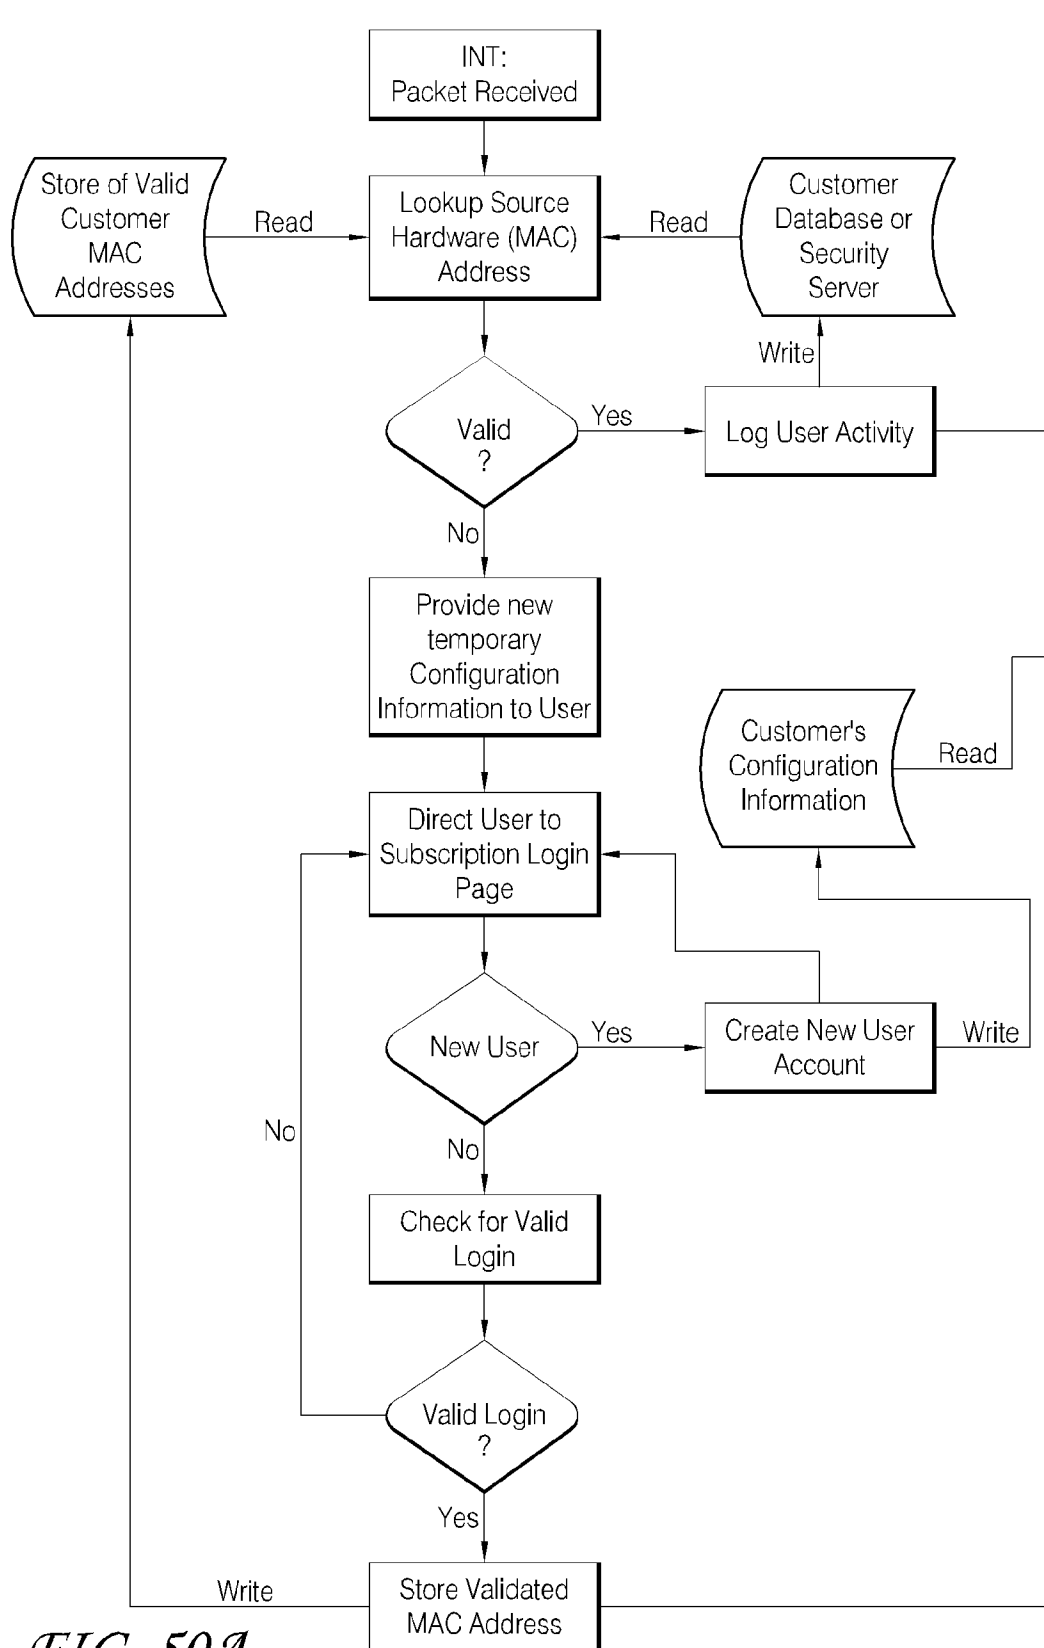 INT:
Packet Received
Store of Valid
Customer
MAC
Addresses
Read
Lookup Source
Hardware (MAC)
Address
Read
Customer
Database or
Security
Server
Write
Valid
?
Yes
Log User Activity
No
Provide new
temporary
Configuration
Information to User
Customer's
Configuration
Information
Read
Direct User to
Subscription Login
Page
New User
Yes
Create New User
Account
Write
No
No
Check for Valid
Login
Valid Login
?
Yes
Write
Store Validated
MAC Address
FIG. 50A